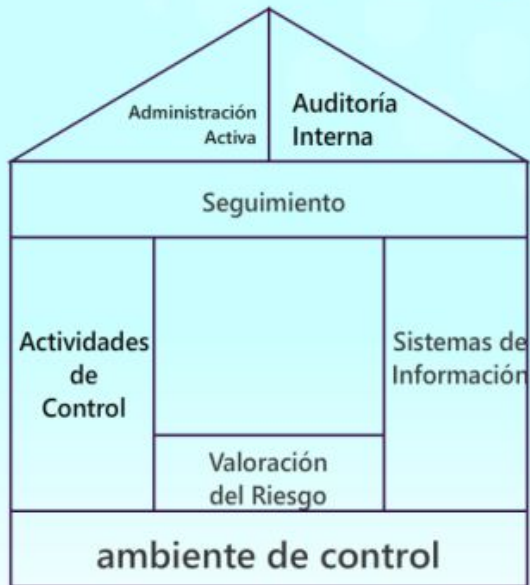 Administración
Activa
Auditoría
Interna
Seguimiento
Actividades
de
Control
Sistemas de
Información
Valoración
del Riesgo
ambiente de control